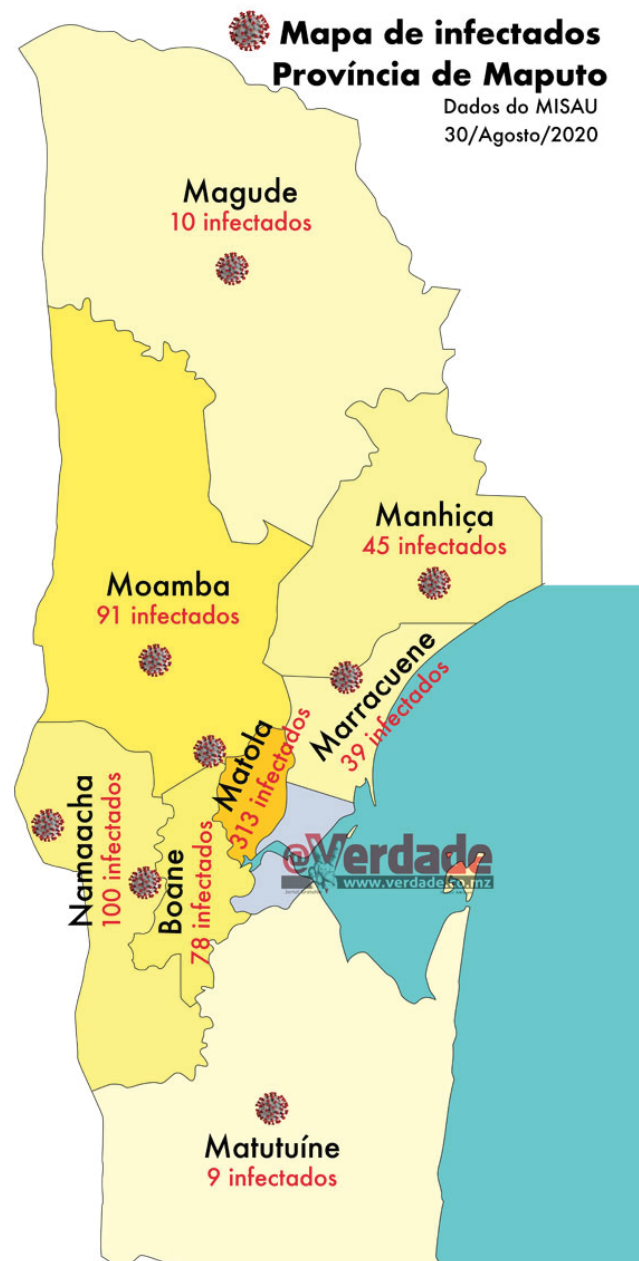 Mapa de infectados
Província de Maputo
Dados do MISAU
30/Agosto/2020
Magude
10 infectados
Manhiça
45 infectados
Moamba
91 infectados
Marracuene
39 infectados
Matola
313 infectados
Namaacha
100 infectados
Boane
78 infectados
@Verdade
www.verdade.co.mz
Matutuíne
9 infectados